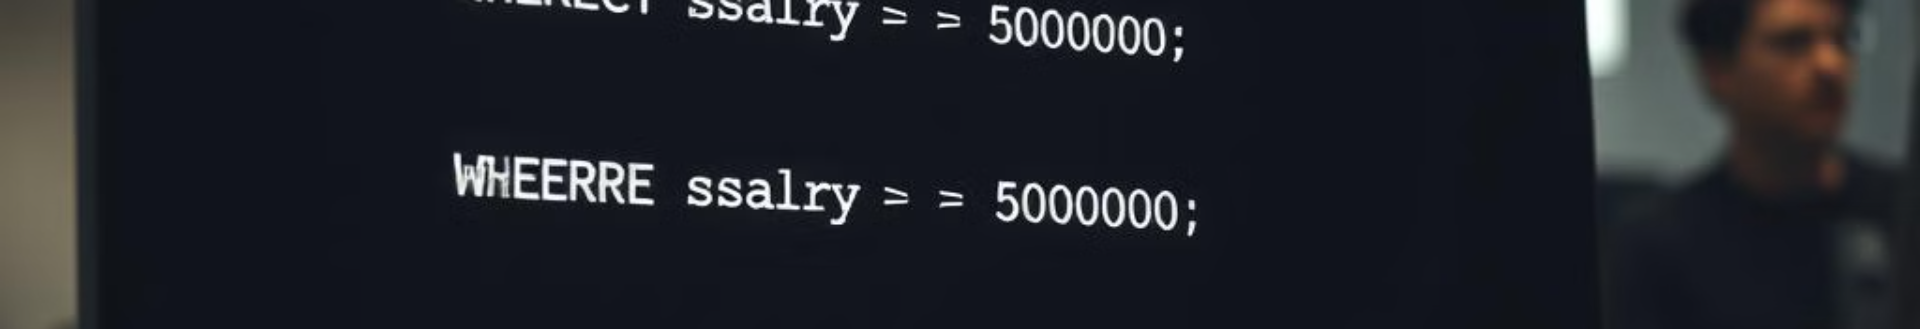 ssalry = = 5000000;
WHEERRE ssalry = = 5000000;